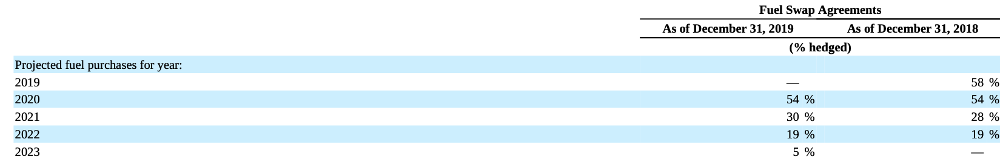 Fuel Swap Agreements
As of December 31, 2019 As of December 31, 2018
(% hedged)
Projected fuel purchases for year:
2019 — 58 %
2020 54 % 54 %
2021 30 % 28 %
2022 19 % 19 %
2023 5 % —